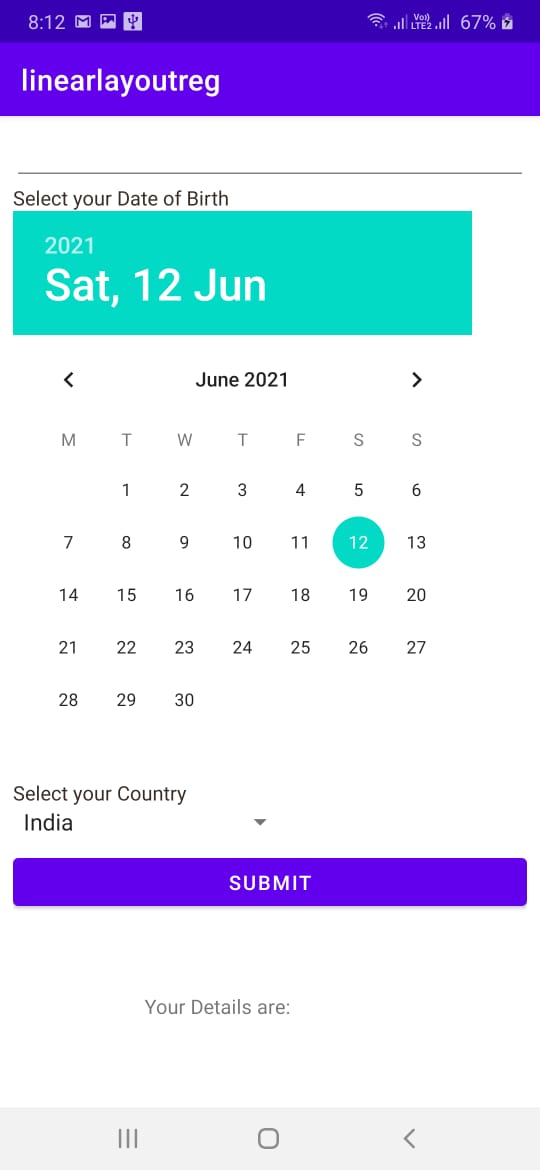 8:12 Vo)) LTE2 67%
linearlayoutreg
Select your Date of Birth
2021
Sat, 12 Jun
June 2021
M T W T F S S
1 2 3 4 5 6
7 8 9 10 11 12 13
14 15 16 17 18 19 20
21 22 23 24 25 26 27
28 29 30
Select your Country
India
SUBMIT
Your Details are: